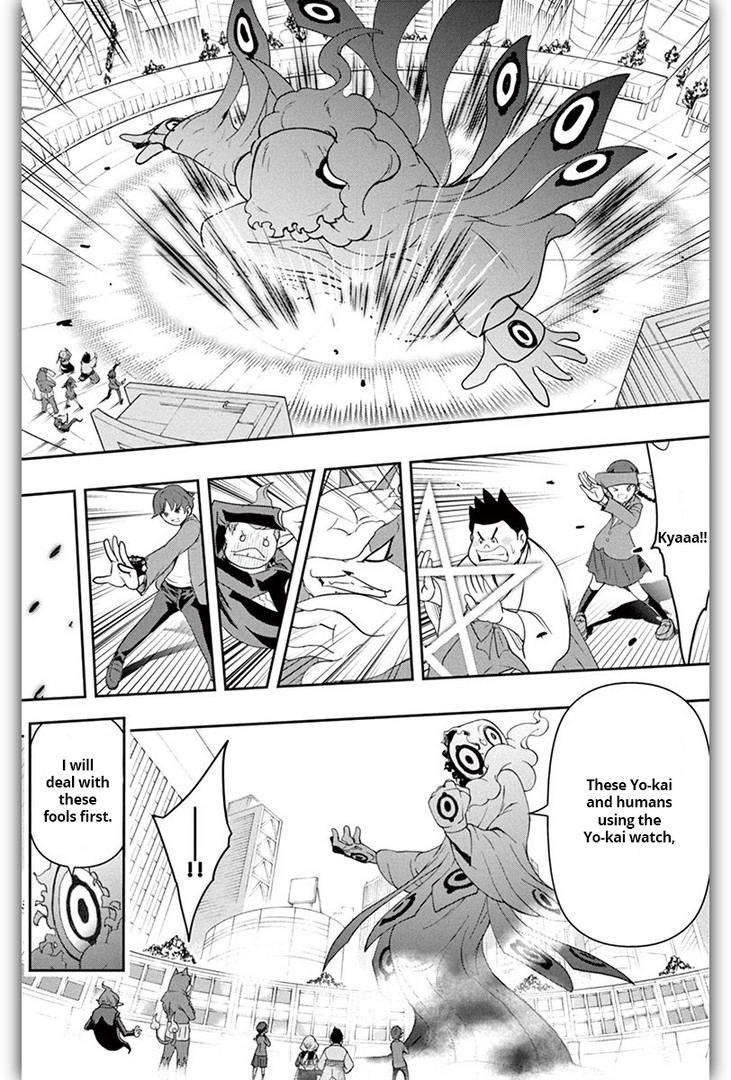 Kyaaa!!
These Yo-kai
and humans
using the
Yo-kai watch,
—!!
I will
deal with
these
fools first.